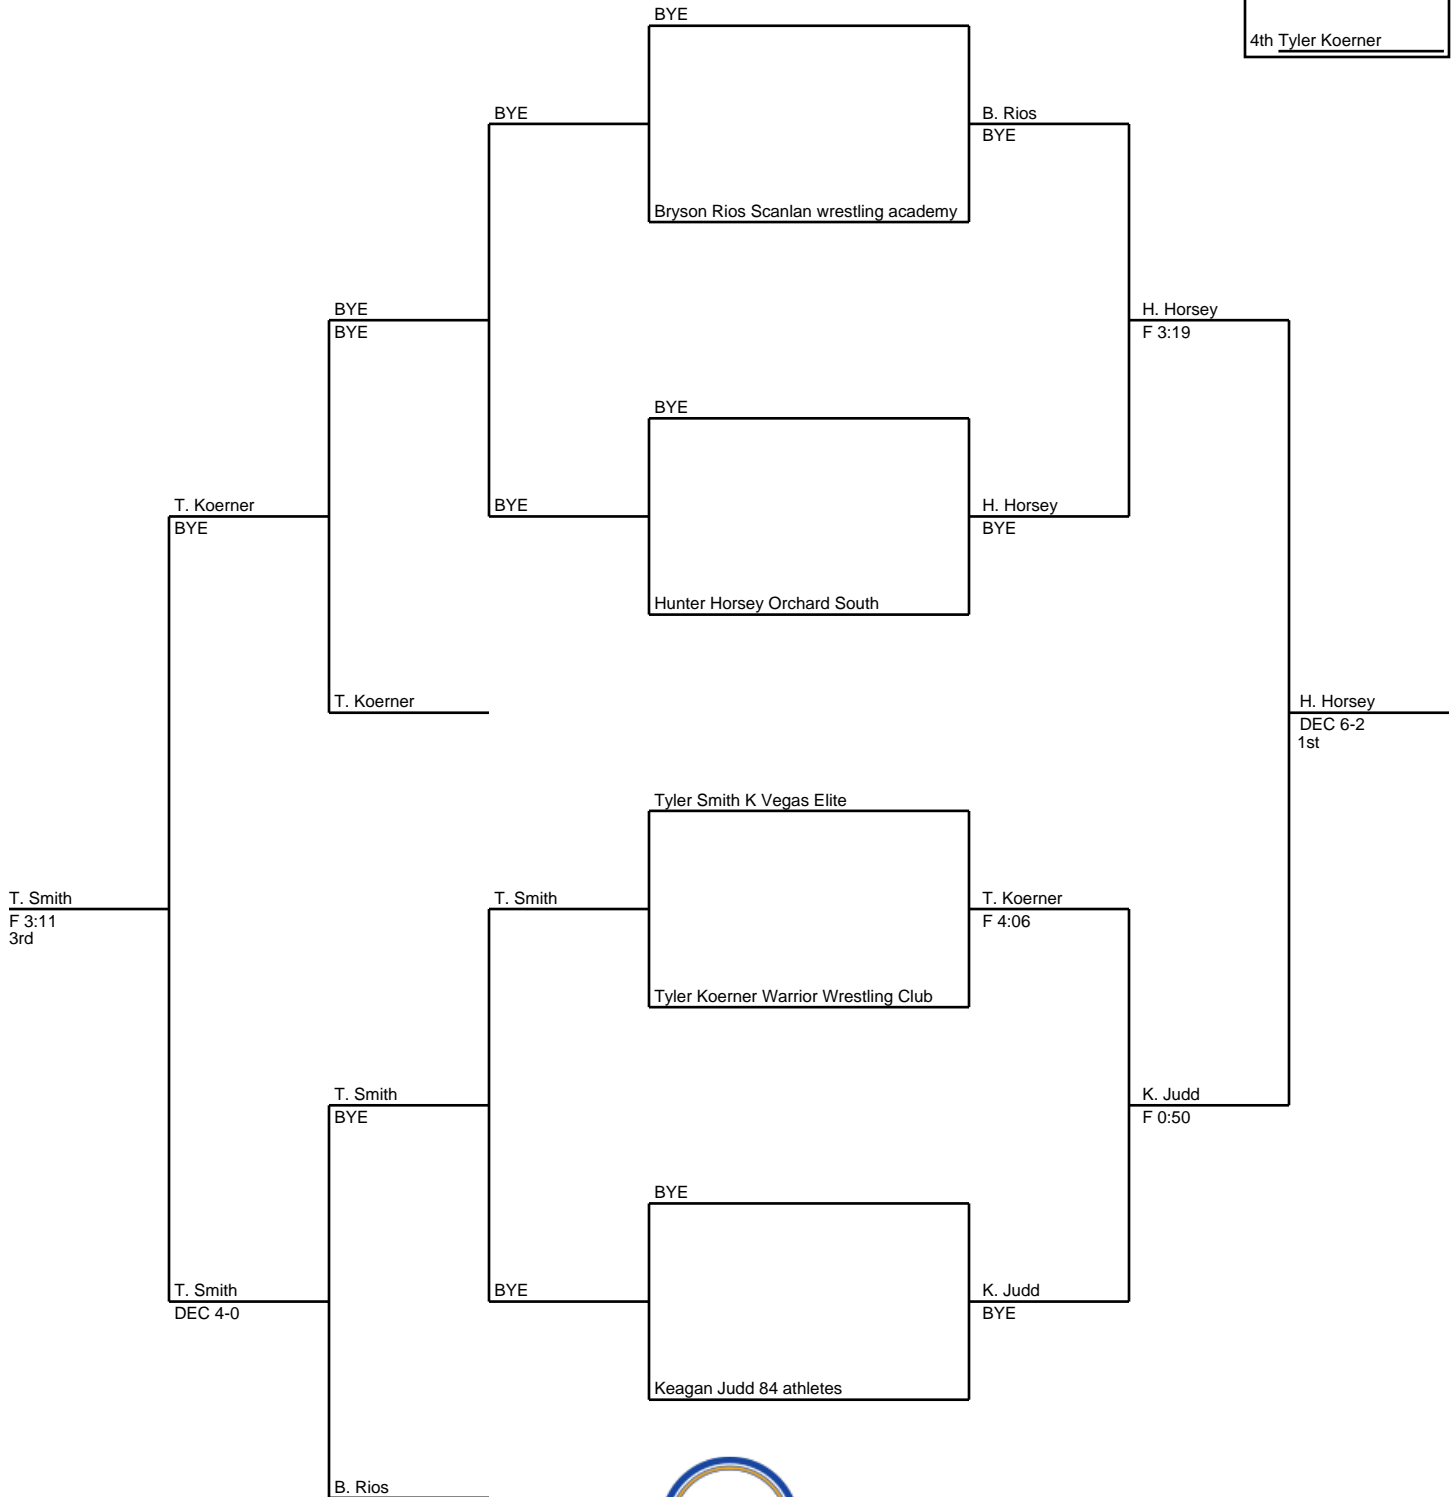 BYE
4th Tyler Koerner
BYE
B. Rios
BYE
Bryson Rios Scanlan wrestling academy
BYE
BYE
H. Horsey
F 3:19
BYE
T. Koerner
BYE
BYE
H. Horsey
BYE
Hunter Horsey Orchard South
T. Koerner
H. Horsey
DEC 6-2
1st
Tyler Smith K Vegas Elite
T. Smith
F 3:11
3rd
T. Smith
T. Koerner
F 4:06
Tyler Koerner Warrior Wrestling Club
T. Smith
BYE
K. Judd
F 0:50
BYE
T. Smith
DEC 4-0
BYE
K. Judd
BYE
Keagan Judd 84 athletes
B. Rios